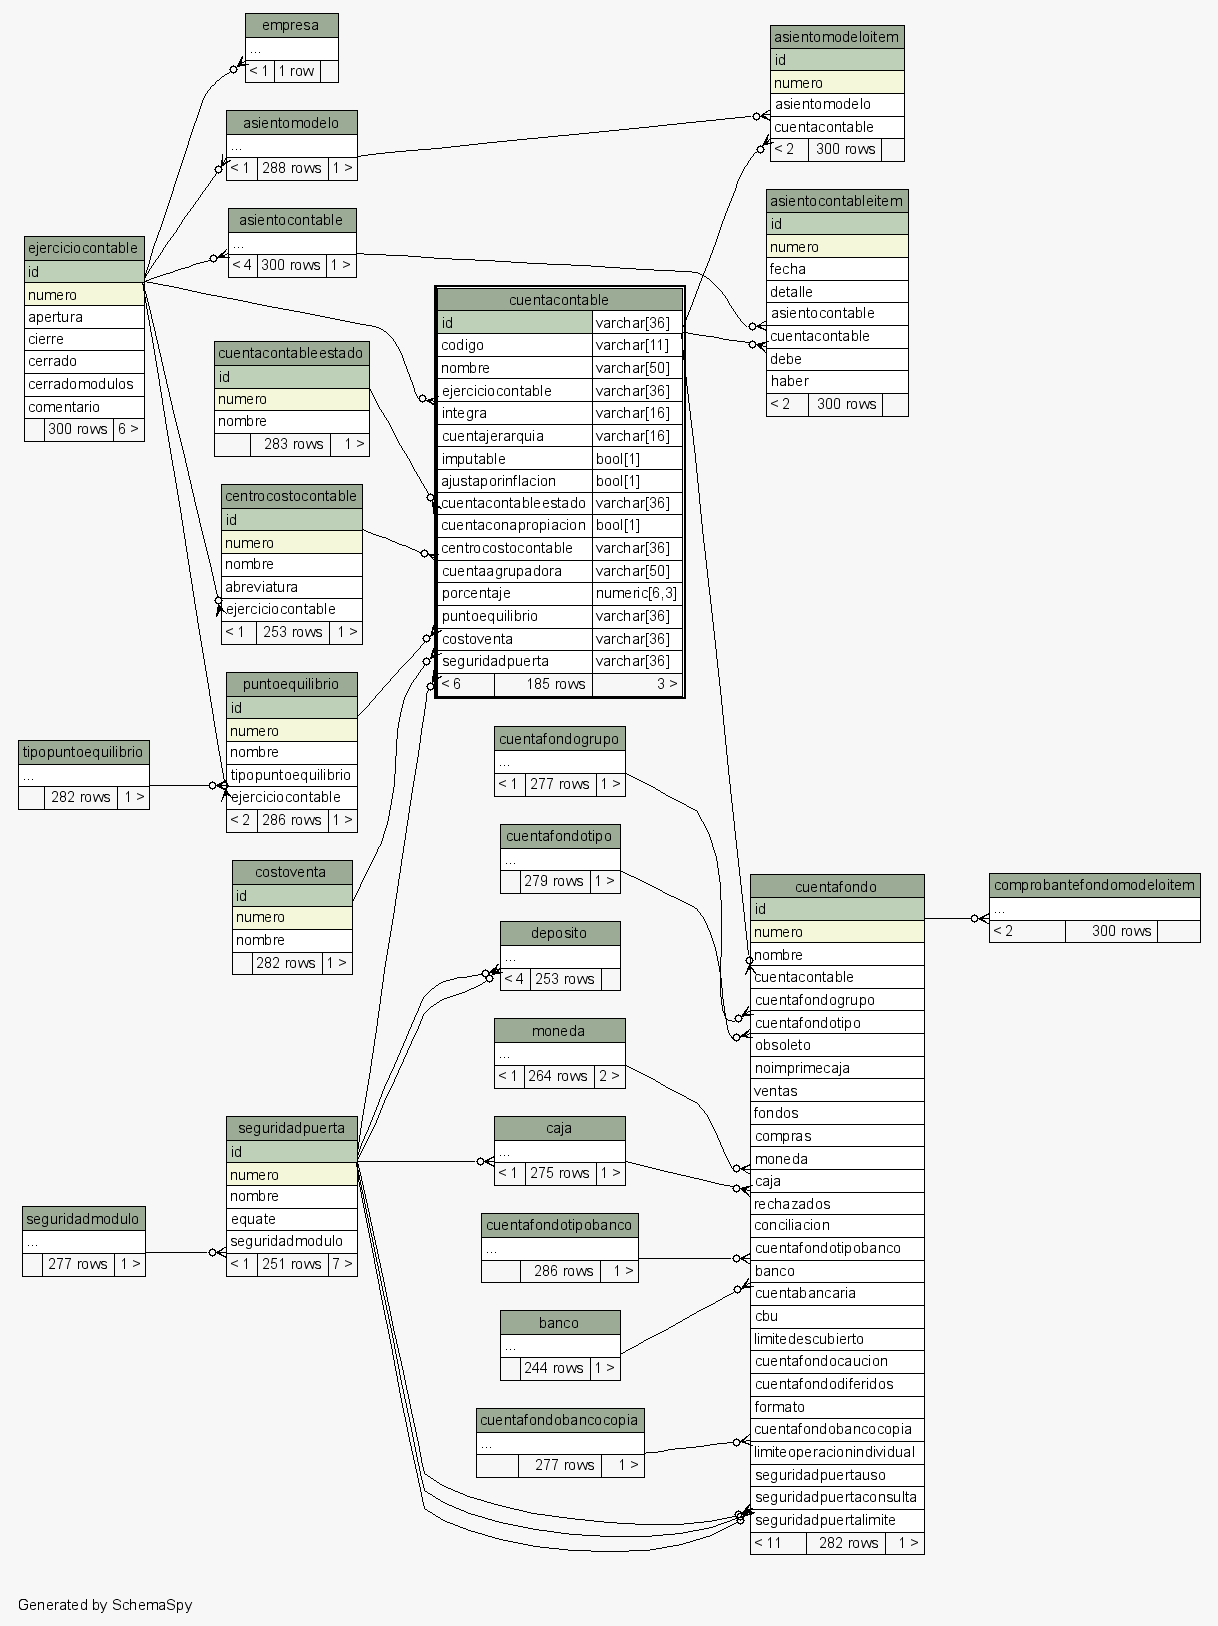 empresa
...
< 1 1 row
asientomodelo
...
< 1 288 rows 1 >
asientocontable
...
< 4 300 rows 1 >
ejerciciocontable
id
numero
apertura
cierre
cerrado
cerradomodulos
comentario
300 rows 6 >
cuentacontableestado
id
numero
nombre
283 rows 1 >
centrocostocontable
id
numero
nombre
abreviatura
ejerciciocontable
< 1 253 rows 1 >
puntoequilibrio
id
numero
nombre
tipopuntoequilibrio
ejerciciocontable
< 2 286 rows 1 >
tipopuntoequilibrio
...
282 rows 1 >
costoventa
id
numero
nombre
282 rows 1 >
seguridadpuerta
id
numero
nombre
equate
seguridadmodulo
< 1 251 rows 7 >
seguridadmodulo
...
277 rows 1 >
cuentacontable
id varchar[36]
codigo varchar[11]
nombre varchar[50]
ejerciciocontable varchar[36]
integra varchar[16]
cuentajerarquia varchar[16]
imputable bool[1]
ajustaporinflacion bool[1]
cuentacontableestado varchar[36]
cuentaconapropiacion bool[1]
centrocostocontable varchar[36]
cuentaagrupadora varchar[50]
porcentaje numeric[6,3]
puntoequilibrio varchar[36]
costoventa varchar[36]
seguridadpuerta varchar[36]
< 6 185 rows 3 >
cuentafondogrupo
...
< 1 277 rows 1 >
cuentafondotipo
...
279 rows 1 >
deposito
...
< 4 253 rows
moneda
...
< 1 264 rows 2 >
caja
...
< 1 275 rows 1 >
cuentafondotipobanco
...
286 rows 1 >
banco
...
244 rows 1 >
cuentafondobancocopia
...
277 rows 1 >
asientomodeloitem
id
numero
asientomodelo
cuentacontable
< 2 300 rows
asientocontableitem
id
numero
fecha
detalle
asientocontable
cuentacontable
debe
haber
< 2 300 rows
cuentafondo
id
numero
nombre
cuentacontable
cuentafondogrupo
cuentafondotipo
obsoleto
noimprimecaja
ventas
fondos
compras
moneda
caja
rechazados
conciliacion
cuentafondotipobanco
banco
cuentabancaria
cbu
limitedescubierto
cuentafondocaucion
cuentafondodiferidos
formato
cuentafondobancocopia
limiteoperacionindividual
seguridadpuertauso
seguridadpuertaconsulta
seguridadpuertalimite
< 11 282 rows 1 >
comprobantefondomodeloitem
...
< 2 300 rows
Generated by SchemaSpy